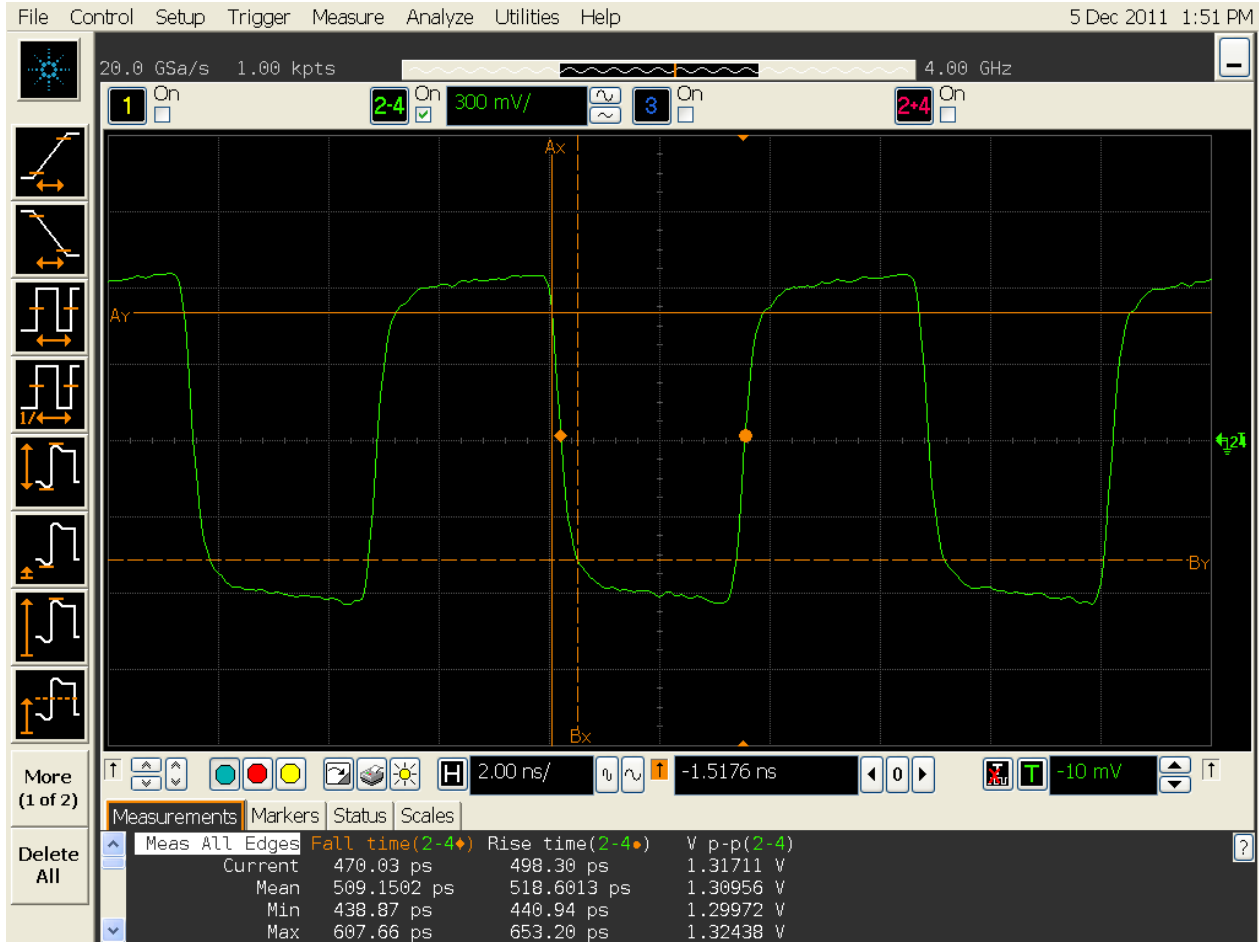 File Control Setup Trigger Measure Analyze Utilities Help 5 Dec 2011 1:51 PM
20.0 GSa/s 1.00 kpts 4.00 GHz
1 On 2-4 On 300 mV/ 3 On 2+4 On
Ax
Ay
By
Bx
1/
More
(1 of 2)
Delete
All
H 2.00 ns/ T -1.5176 ns 0 T T -10 mV
Measurements Markers Status Scales
Meas All Edges Fall time(2-4♦) Rise time(2-4●) V p-p(2-4)
Current 470.03 ps 498.30 ps 1.31711 V
Mean 509.1502 ps 518.6013 ps 1.30956 V
Min 438.87 ps 440.94 ps 1.29972 V
Max 607.66 ps 653.20 ps 1.32438 V
?